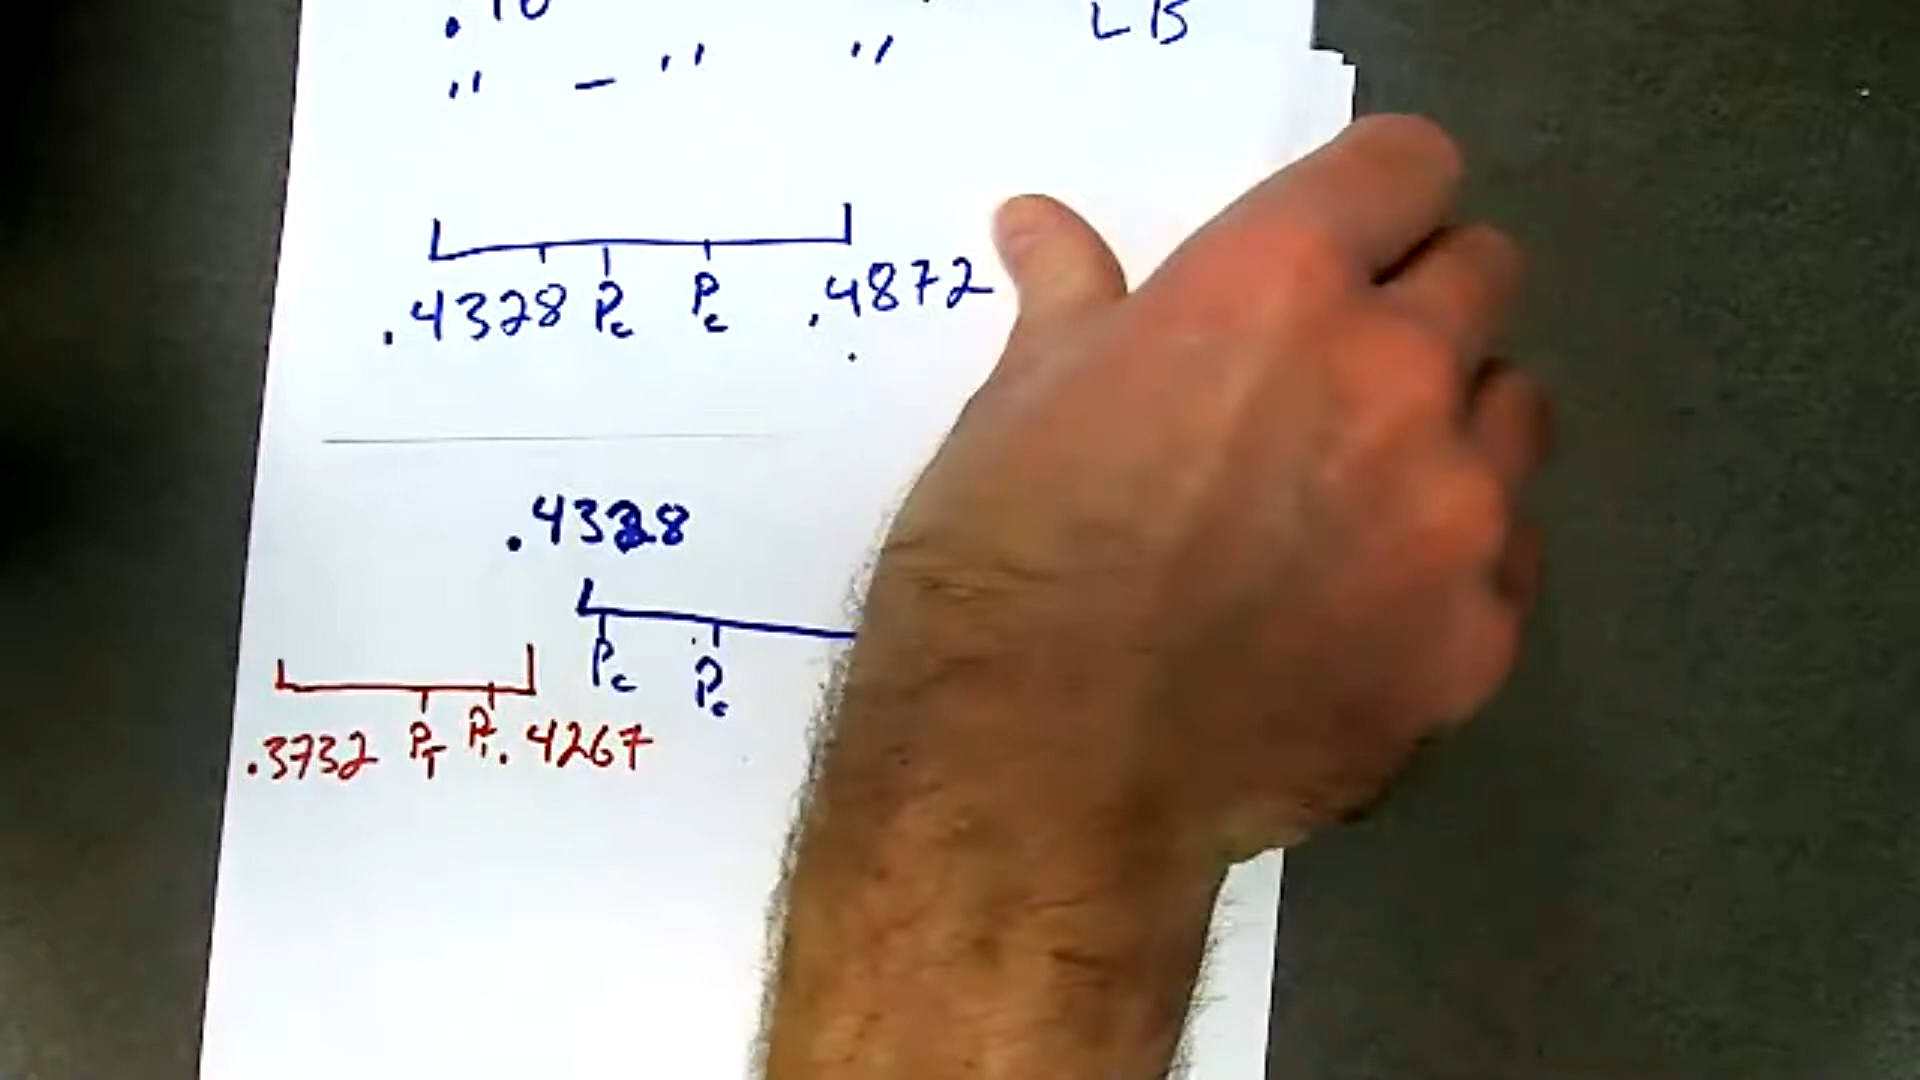 LB
" - " "
.4328 Pc Pc .4872
.4328
Pc Pc
.3732 PT PT .4267